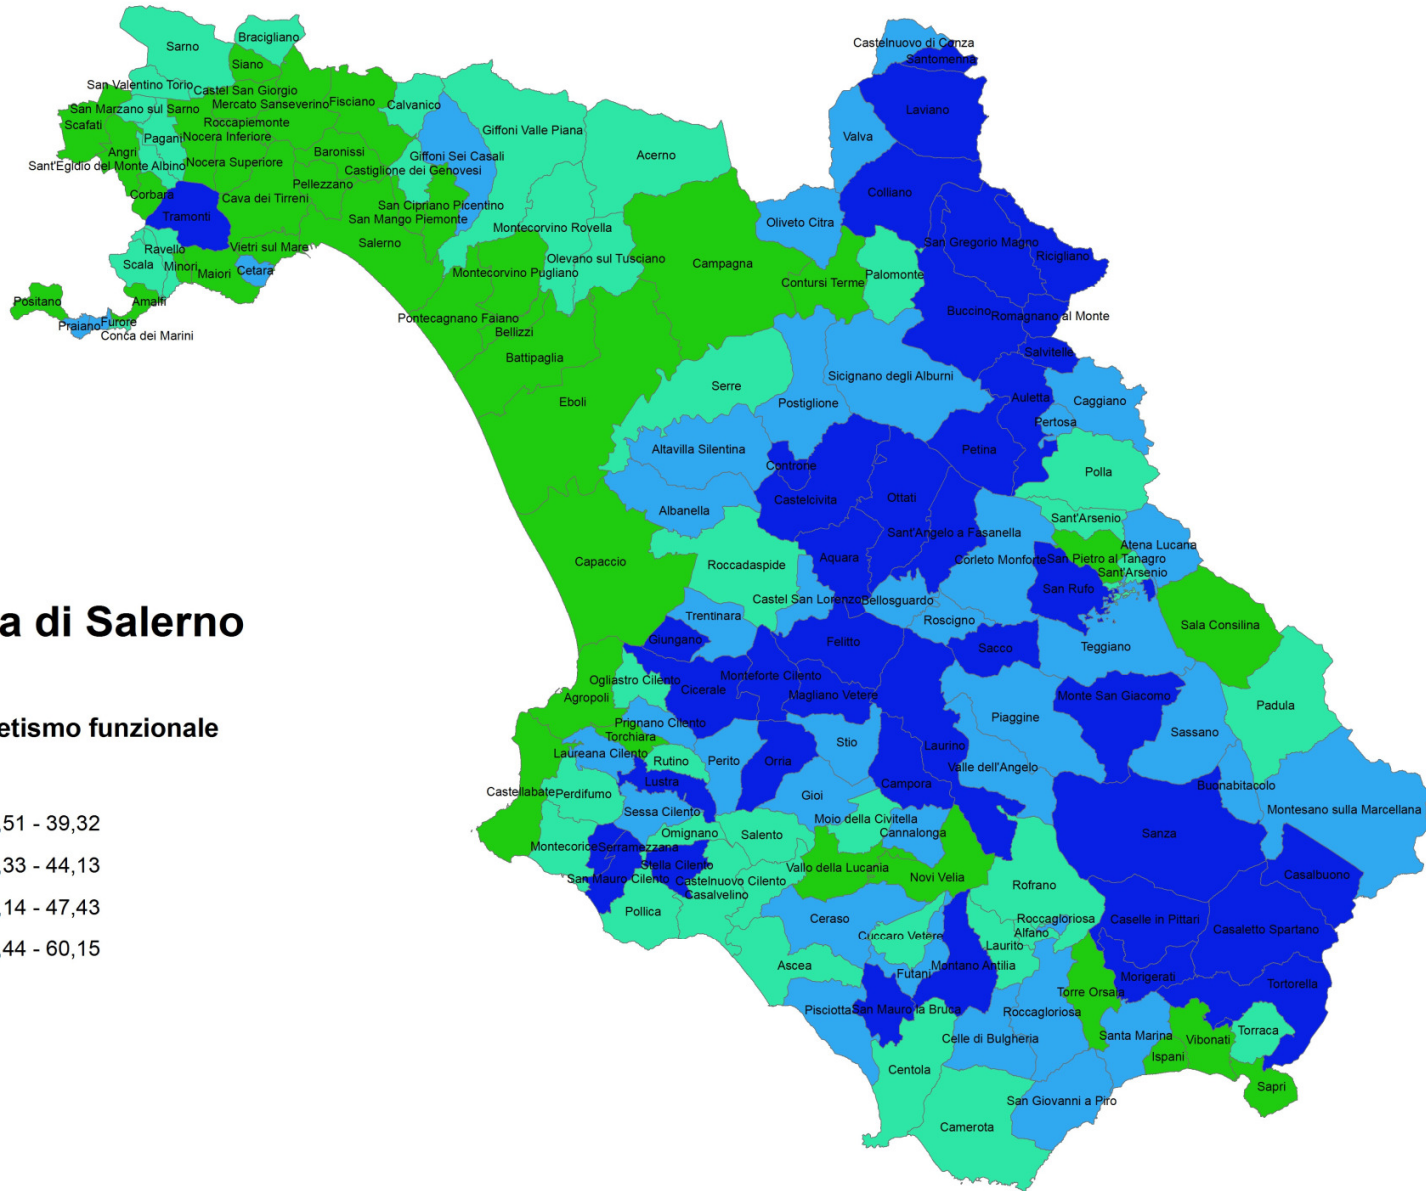 Castelnuovo di Conza
Santomenna
Bracigliano
Sarno
Siano
San Valentino Torio
Castel San Giorgio
Laviano
Mercato Sanseverino
Fisciano
Calvanico
San Marzano sul Sarno
Scafati
Roccapiemonte
Giffoni Valle Piana
Valva
Pagani
Nocera Inferiore
Angri
Baronissi
Acerno
Giffoni Sei Casali
Sant'Egidio del Monte Albino
Nocera Superiore
Castiglione dei Genovesi
Pellezzano
Colliano
Corbara
Cava dei Tirreni
San Cipriano Picentino
Tramonti
San Mango Piemonte
Oliveto Citra
Montecorvino Rovella
Salerno
San Gregorio Magno
Ravello
Vietri sul Mare
Ricigliano
Scala
Minori
Maiori
Cetara
Olevano sul Tusciano
Campagna
Montecorvino Pugliano
Palomonte
Contursi Terme
Positano
Amalfi
Buccino
Romagnano al Monte
Praiano
Furore
Pontecagnano Faiano
Conca dei Marini
Bellizzi
Battipaglia
Salvitelle
Sicignano degli Alburni
Serre
Auletta
Caggiano
Eboli
Postiglione
Pertosa
Altavilla Silentina
Petina
Controne
Polla
Castelcivita
Ottati
Albanella
Sant'Arsenio
Sant'Angelo a Fasanella
Atena Lucana
Capaccio
Roccadaspide
Aquara
Corleto Monforte
San Pietro al Tanagro
Sant'Arsenio
San Rufo
Castel San Lorenzo
Bellosguardo
Trentinara
Roscigno
Sala Consilina
a di Salerno
Giungano
Felitto
Sacco
Teggiano
Ogliastro Cilento
Monteforte Cilento
Cicerale
Magliano Vetere
Monte San Giacomo
Agropoli
Padula
Piaggine
Prignano Cilento
etismo funzionale
Torchiara
Sassano
Stio
Laurino
Laureana Cilento
Rutino
Perito
Orria
Valle dell'Angelo
Lustra
Campora
Buonabitacolo
Castellabate
Perdifumo
Gioi
Montesano sulla Marcellana
Sessa Cilento
Moio della Civitella
,51 - 39,32
Omignano
Salento
Cannalonga
Sanza
Montecorice
Serramezzana
,33 - 44,13
Stella Cilento
Vallo della Lucania
Novi Velia
Casalbuono
San Mauro Cilento
Castelnuovo Cilento
Rofrano
Casalvelino
,14 - 47,43
Pollica
Ceraso
Roccagloriosa
Caselle in Pittari
Casaletto Spartano
Cuccaro Vetere
Alfano
,44 - 60,15
Laurito
Ascea
Futani
Montano Antilia
Morigerati
Tortorella
Torre Orsaia
Pisciotta
San Mauro la Bruca
Roccagloriosa
Torraca
Celle di Bulgheria
Santa Marina
Vibonati
Ispani
Centola
Sapri
San Giovanni a Piro
Camerota